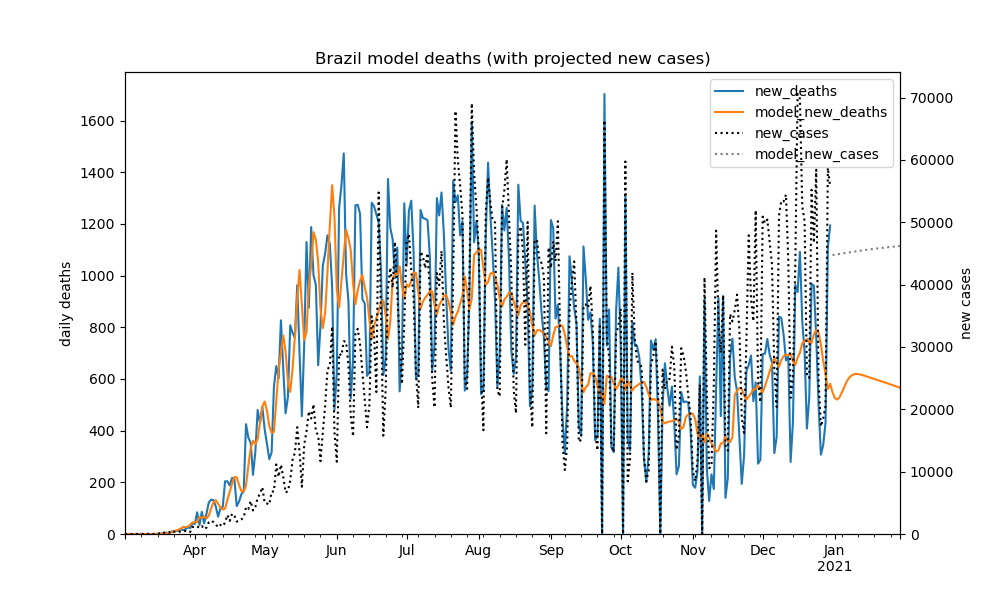 Brazil model deaths (with projected new cases)
new_deaths
model_new_deaths
new_cases
model_new_cases
daily deaths
1600
1400
1200
1000
800
600
400
200
0
new cases
70000
60000
50000
40000
30000
20000
10000
0
Apr May Jun Jul Aug Sep Oct Nov Dec Jan
2021